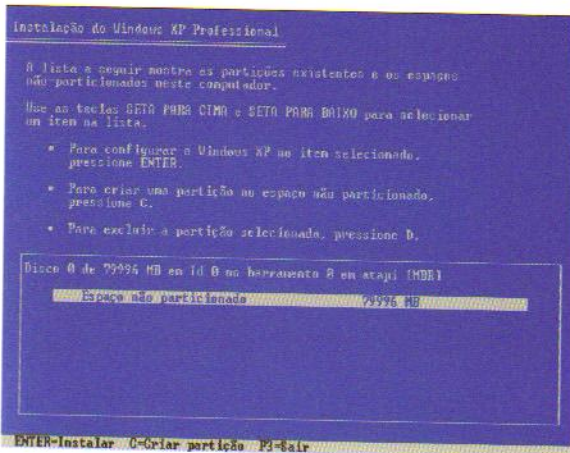 Instalação do Windows XP Professional
A lista a seguir mostra as partições existentes e os espaços
não particionados neste computador.
Use as teclas SETA PARA CIMA e SETA PARA BAIXO para selecionar
um item na lista.
• Para configurar o Windows XP no item selecionado,
pressione ENTER.
• Para criar uma partição no espaço não particionado,
pressione C.
• Para excluir a partição selecionada, pressione D.
Disco 0 de 79996 MB em Id 0 no barramento 0 em atapi [MBR]
Espaço não particionado 79996 MB
ENTER=Instalar C=Criar partição F3=Sair